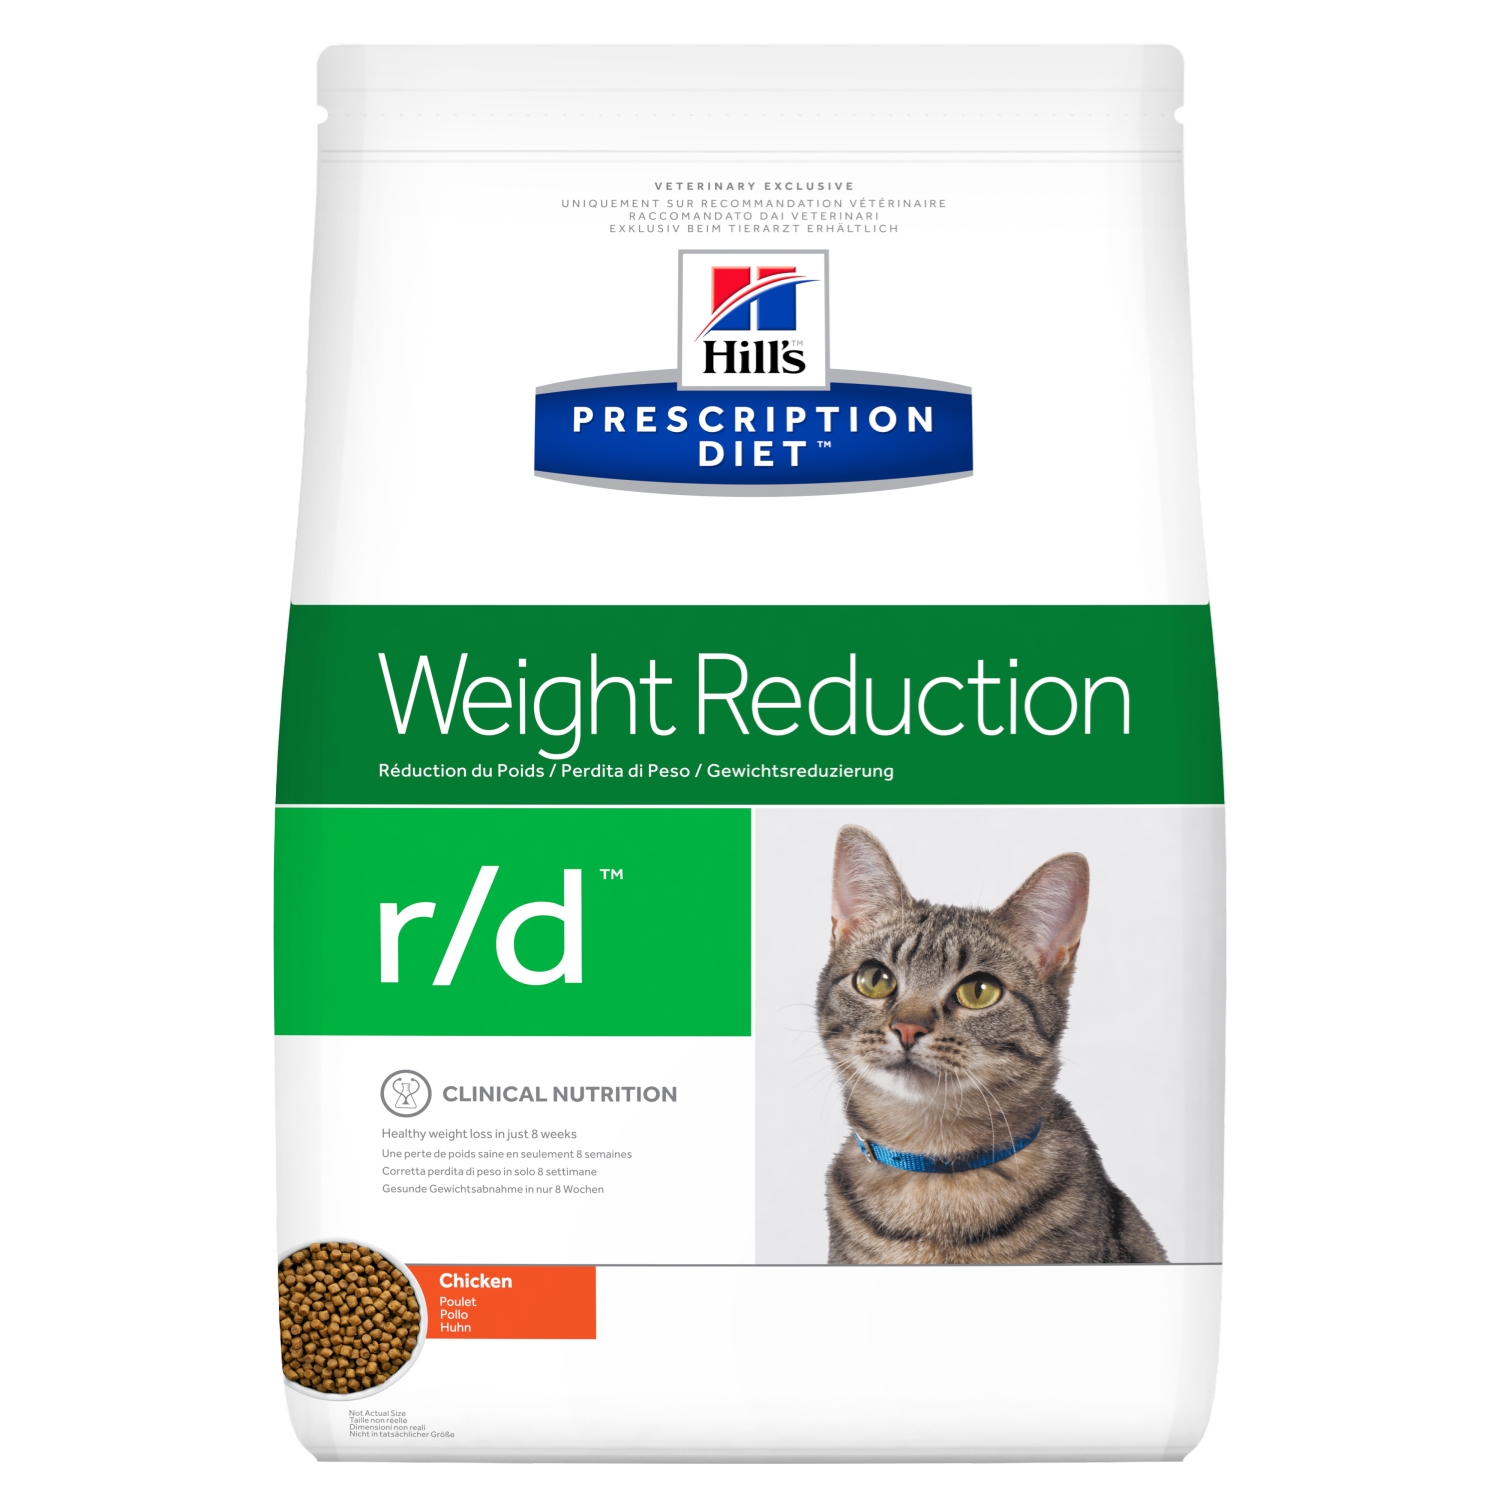 VETERINARY EXCLUSIVE
UNIQUEMENT SUR RECOMMANDATION VÉTÉRINAIRE
RACCOMANDATO DAI VETERINARI
EXKLUSIV BEIM TIERARZT ERHÄLTLICH
Hill's™
PRESCRIPTION
DIET™
Weight Reduction
Réduction du Poids / Perdita di Peso / Gewichtsreduzierung
r/d™
CLINICAL NUTRITION
Healthy weight loss in just 8 weeks
Une perte de poids saine en seulement 8 semaines
Corretta perdita di peso in solo 8 settimane
Gesunde Gewichtsabnahme in nur 8 Wochen
Chicken
Poulet
Pollo
Huhn
Not Actual Size
Taille non réelle
Dimensioni non reali
Nicht in tatsächlicher Größe